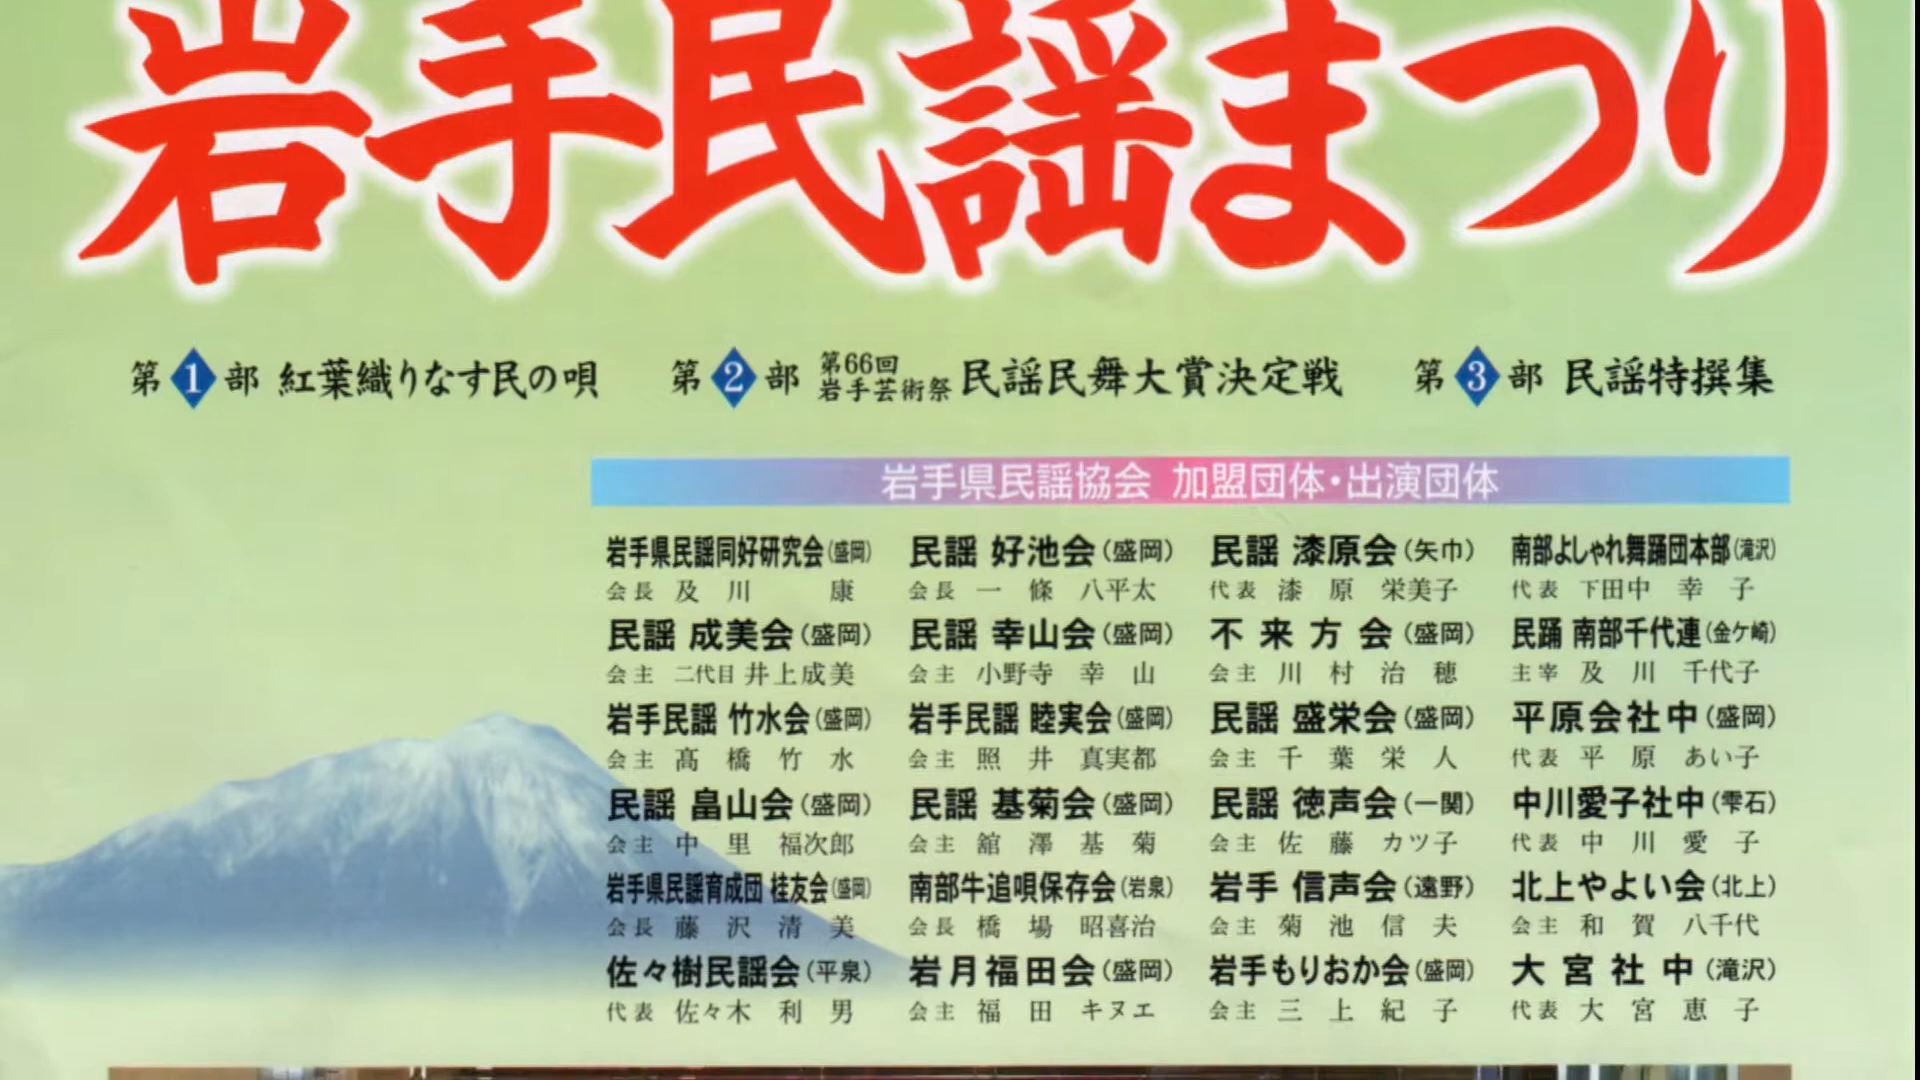 岩手民謡まつり
第1部 紅葉織りなす民の唄 第2部 第66回岩手芸術祭 民謡民舞大賞決定戦 第3部 民謡特撰集
岩手県民謡協会 加盟団体・出演団体
岩手県民謡同好研究会(盛岡) 民謡 好池会(盛岡) 民謡 漆原会(矢巾) 南部よしゃれ舞踊団本部(滝沢)
会長 及川 康 会長 一條 八平太 代表 漆原 栄美子 代表 下田中 幸子
民謡 成美会(盛岡) 民謡 幸山会(盛岡) 不来方会(盛岡) 民踊 南部千代連(金ケ崎)
会主 二代目 井上成美 会主 小野寺 幸山 会主 川村 治穂 主宰 及川 千代子
岩手民謡 竹水会(盛岡) 岩手民謡 睦実会(盛岡) 民謡 盛栄会(盛岡) 平原会社中(盛岡)
会主 髙橋 竹水 会主 照井 真実都 会主 千葉 栄人 代表 平原 あい子
民謡 畠山会(盛岡) 民謡 基菊会(盛岡) 民謡 徳声会(一関) 中川愛子社中(雫石)
会主 中里 福次郎 会主 舘澤 基菊 会主 佐藤 カツ子 代表 中川 愛子
岩手県民謡育成団 桂友会(盛岡) 南部牛追唄保存会(岩泉) 岩手 信声会(遠野) 北上やよい会(北上)
会長 藤沢 清美 会長 橋場 昭喜治 会主 菊池 信夫 会主 和賀 八千代
佐々樹民謡会(平泉) 岩月福田会(盛岡) 岩手もりおか会(盛岡) 大宮社中(滝沢)
代表 佐々木 利男 会主 福田 キヌエ 会主 三上 紀子 代表 大宮 恵子